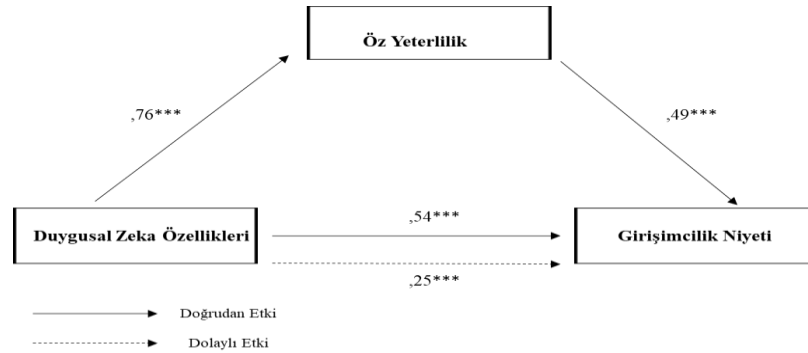 Öz Yeterlilik
,76***
,49***
Duygusal Zeka Özellikleri
,54***
Girişimcilik Niyeti
,25***
Doğrudan Etki
Dolaylı Etki